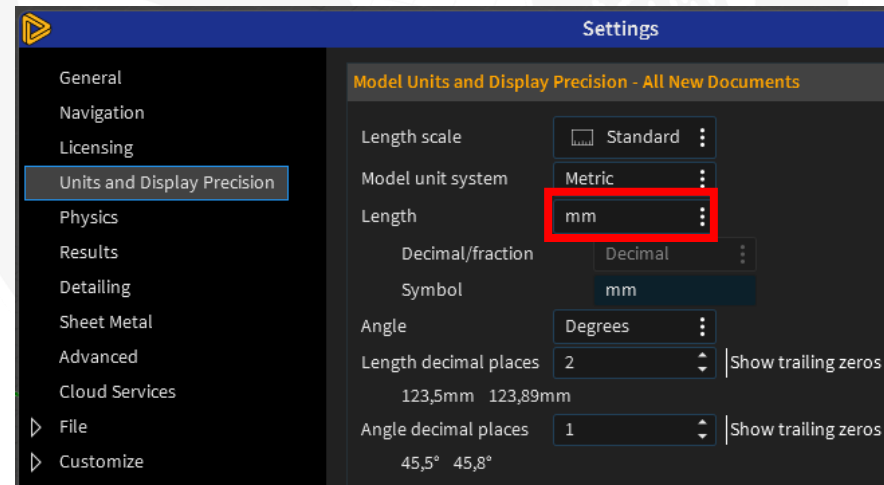 Settings
General
Navigation
Licensing
Units and Display Precision
Physics
Results
Detailing
Sheet Metal
Advanced
Cloud Services
File
Customize
Model Units and Display Precision - All New Documents
Length scale Standard
Model unit system Metric
Length mm
Decimal/fraction Decimal
Symbol mm
Angle Degrees
Length decimal places 2 Show trailing zeros
123,5mm 123,89mm
Angle decimal places 1 Show trailing zeros
45,5° 45,8°